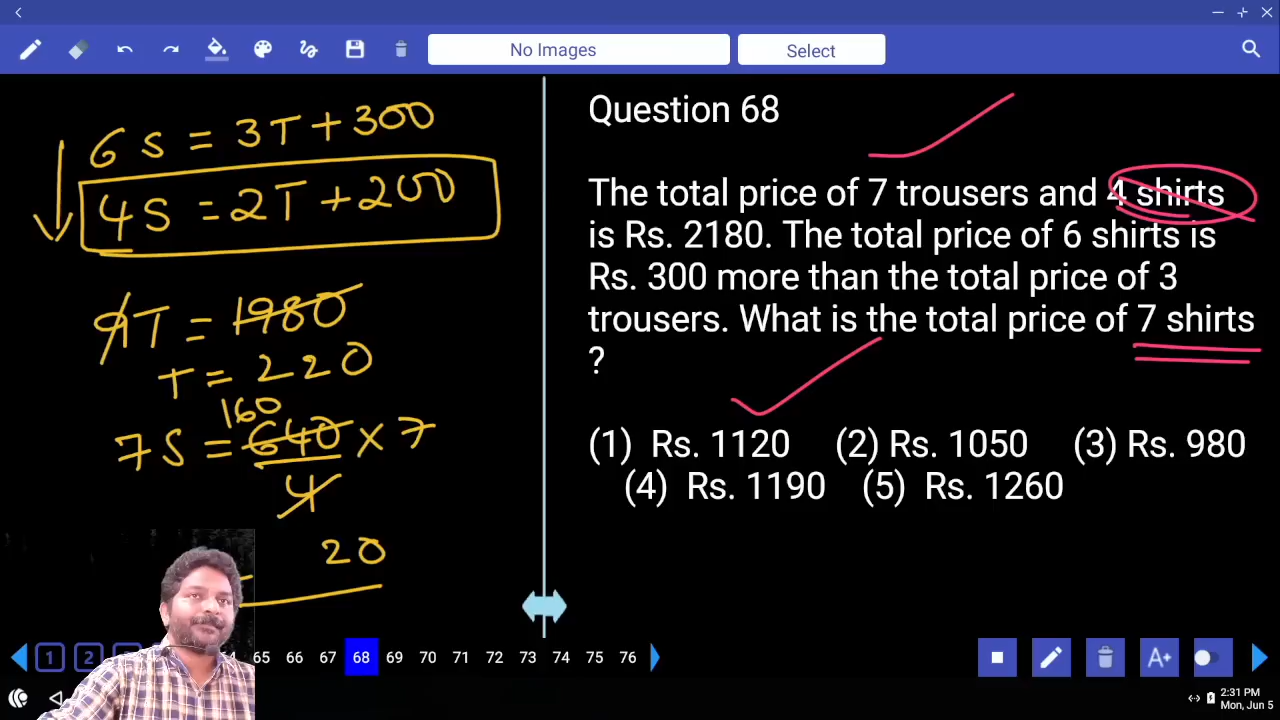 No Images
Select
6 S = 3T + 300
4S = 2T + 200
9T = 1980
T = 220
160
7S = 640 × 7
4
20
Question 68
The total price of 7 trousers and 4 shirts
is Rs. 2180. The total price of 6 shirts is
Rs. 300 more than the total price of 3
trousers. What is the total price of 7 shirts
?
(1) Rs. 1120 (2) Rs. 1050 (3) Rs. 980
(4) Rs. 1190 (5) Rs. 1260
1 2 65 66 67 68 69 70 71 72 73 74 75 76
A+
2:31 PM
Mon, Jun 5